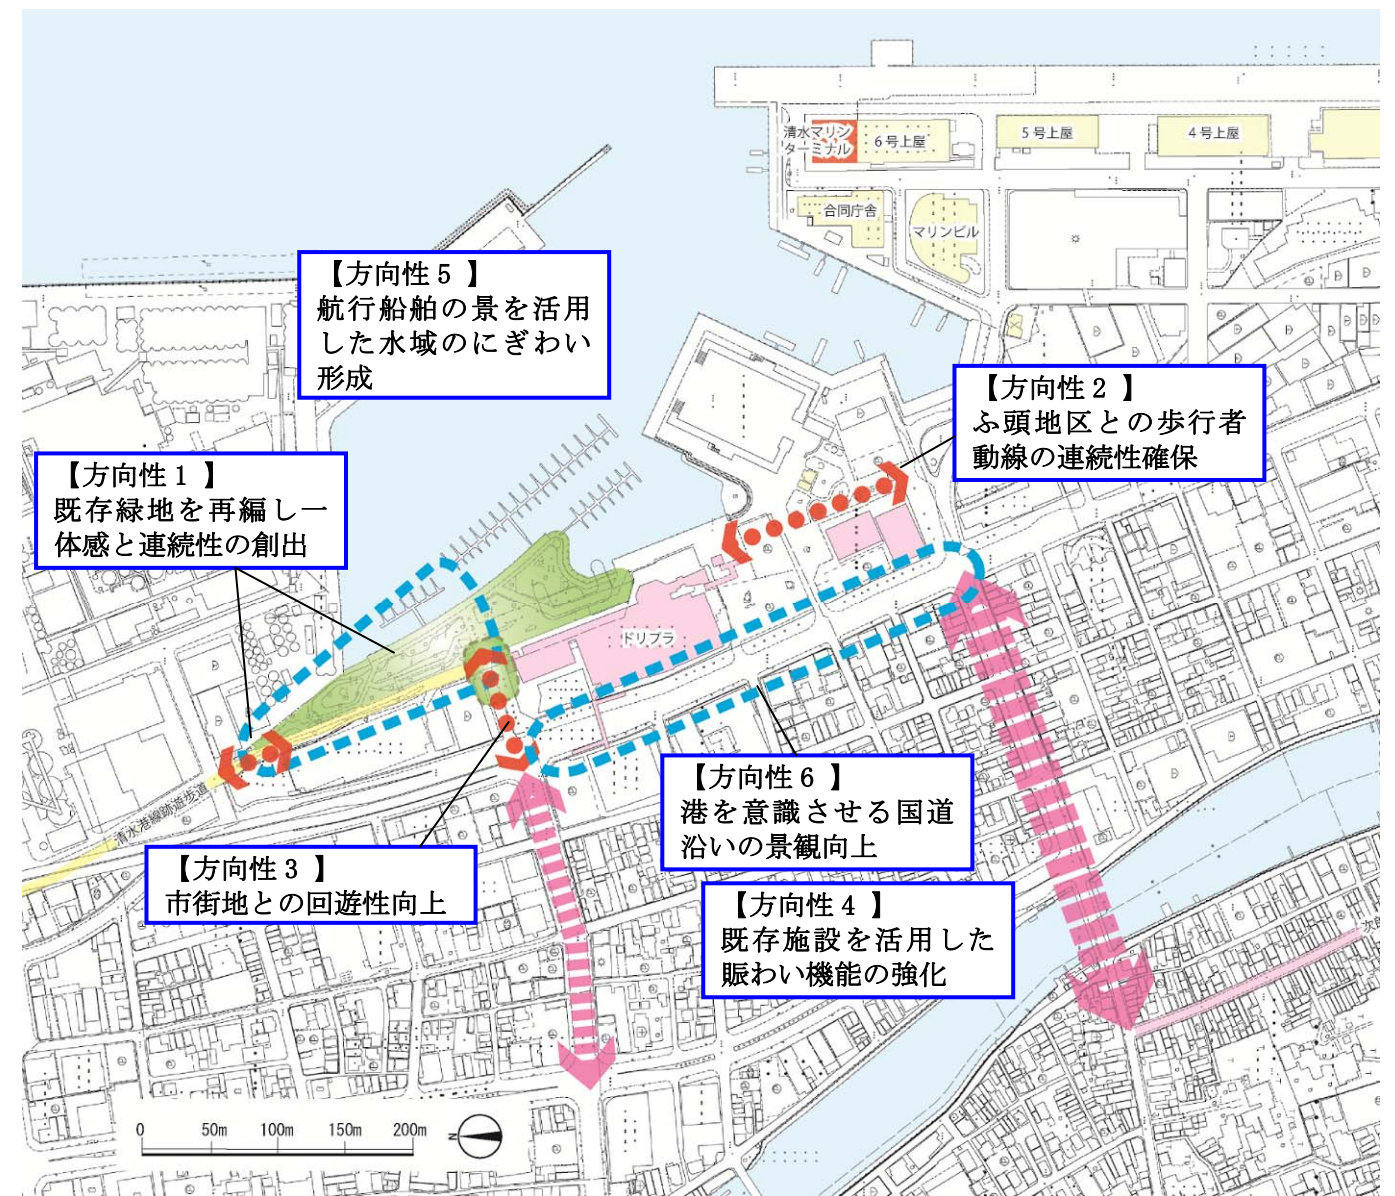 清水マリン
ターミナル
6号上屋
5号上屋
4号上屋
合同庁舎
マリンビル
【方向性5 】
航行船舶の景を活用
した水域のにぎわい
形成
【方向性2 】
ふ頭地区との歩行者
動線の連続性確保
【方向性1 】
既存緑地を再編し一
体感と連続性の創出
ドリプラ
清水港線跡遊歩道
【方向性6 】
港を意識させる国道
沿いの景観向上
【方向性3 】
市街地との回遊性向上
【方向性4 】
既存施設を活用した
賑わい機能の強化
0 50m 100m 150m 200m
N